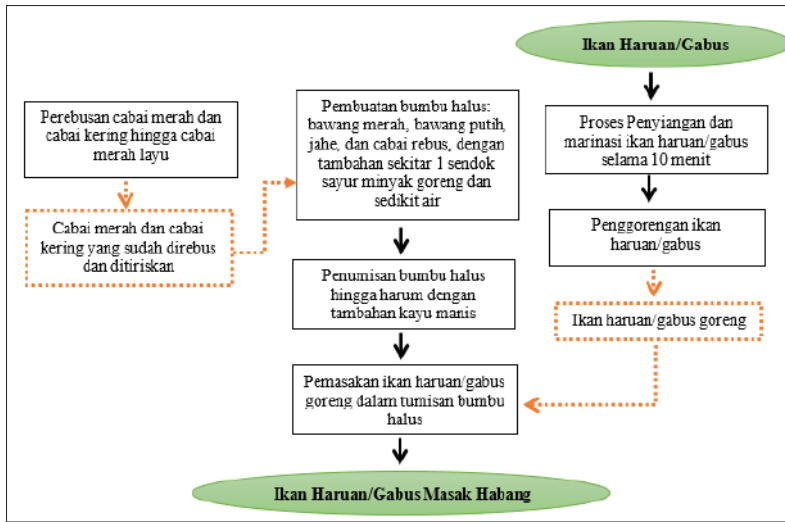 Ikan Haruan/Gabus
Perebusan cabai merah dan
cabai kering hingga cabai
merah layu
Cabai merah dan cabai
kering yang sudah direbus
dan ditiriskan
Pembuatan bumbu halus:
bawang merah, bawang putih,
jahe, dan cabai rebus, dengan
tambahan sekitar 1 sendok
sayur minyak goreng dan
sedikit air
Penumisan bumbu halus
hingga harum dengan
tambahan kayu manis
Proses Penyiangan dan
marinasi ikan haruan/gabus
selama 10 menit
Penggorengan ikan
haruan/gabus
Ikan haruan/gabus goreng
Pemasakan ikan haruan/gabus
goreng dalam tumisan bumbu
halus
Ikan Haruan/Gabus Masak Habang